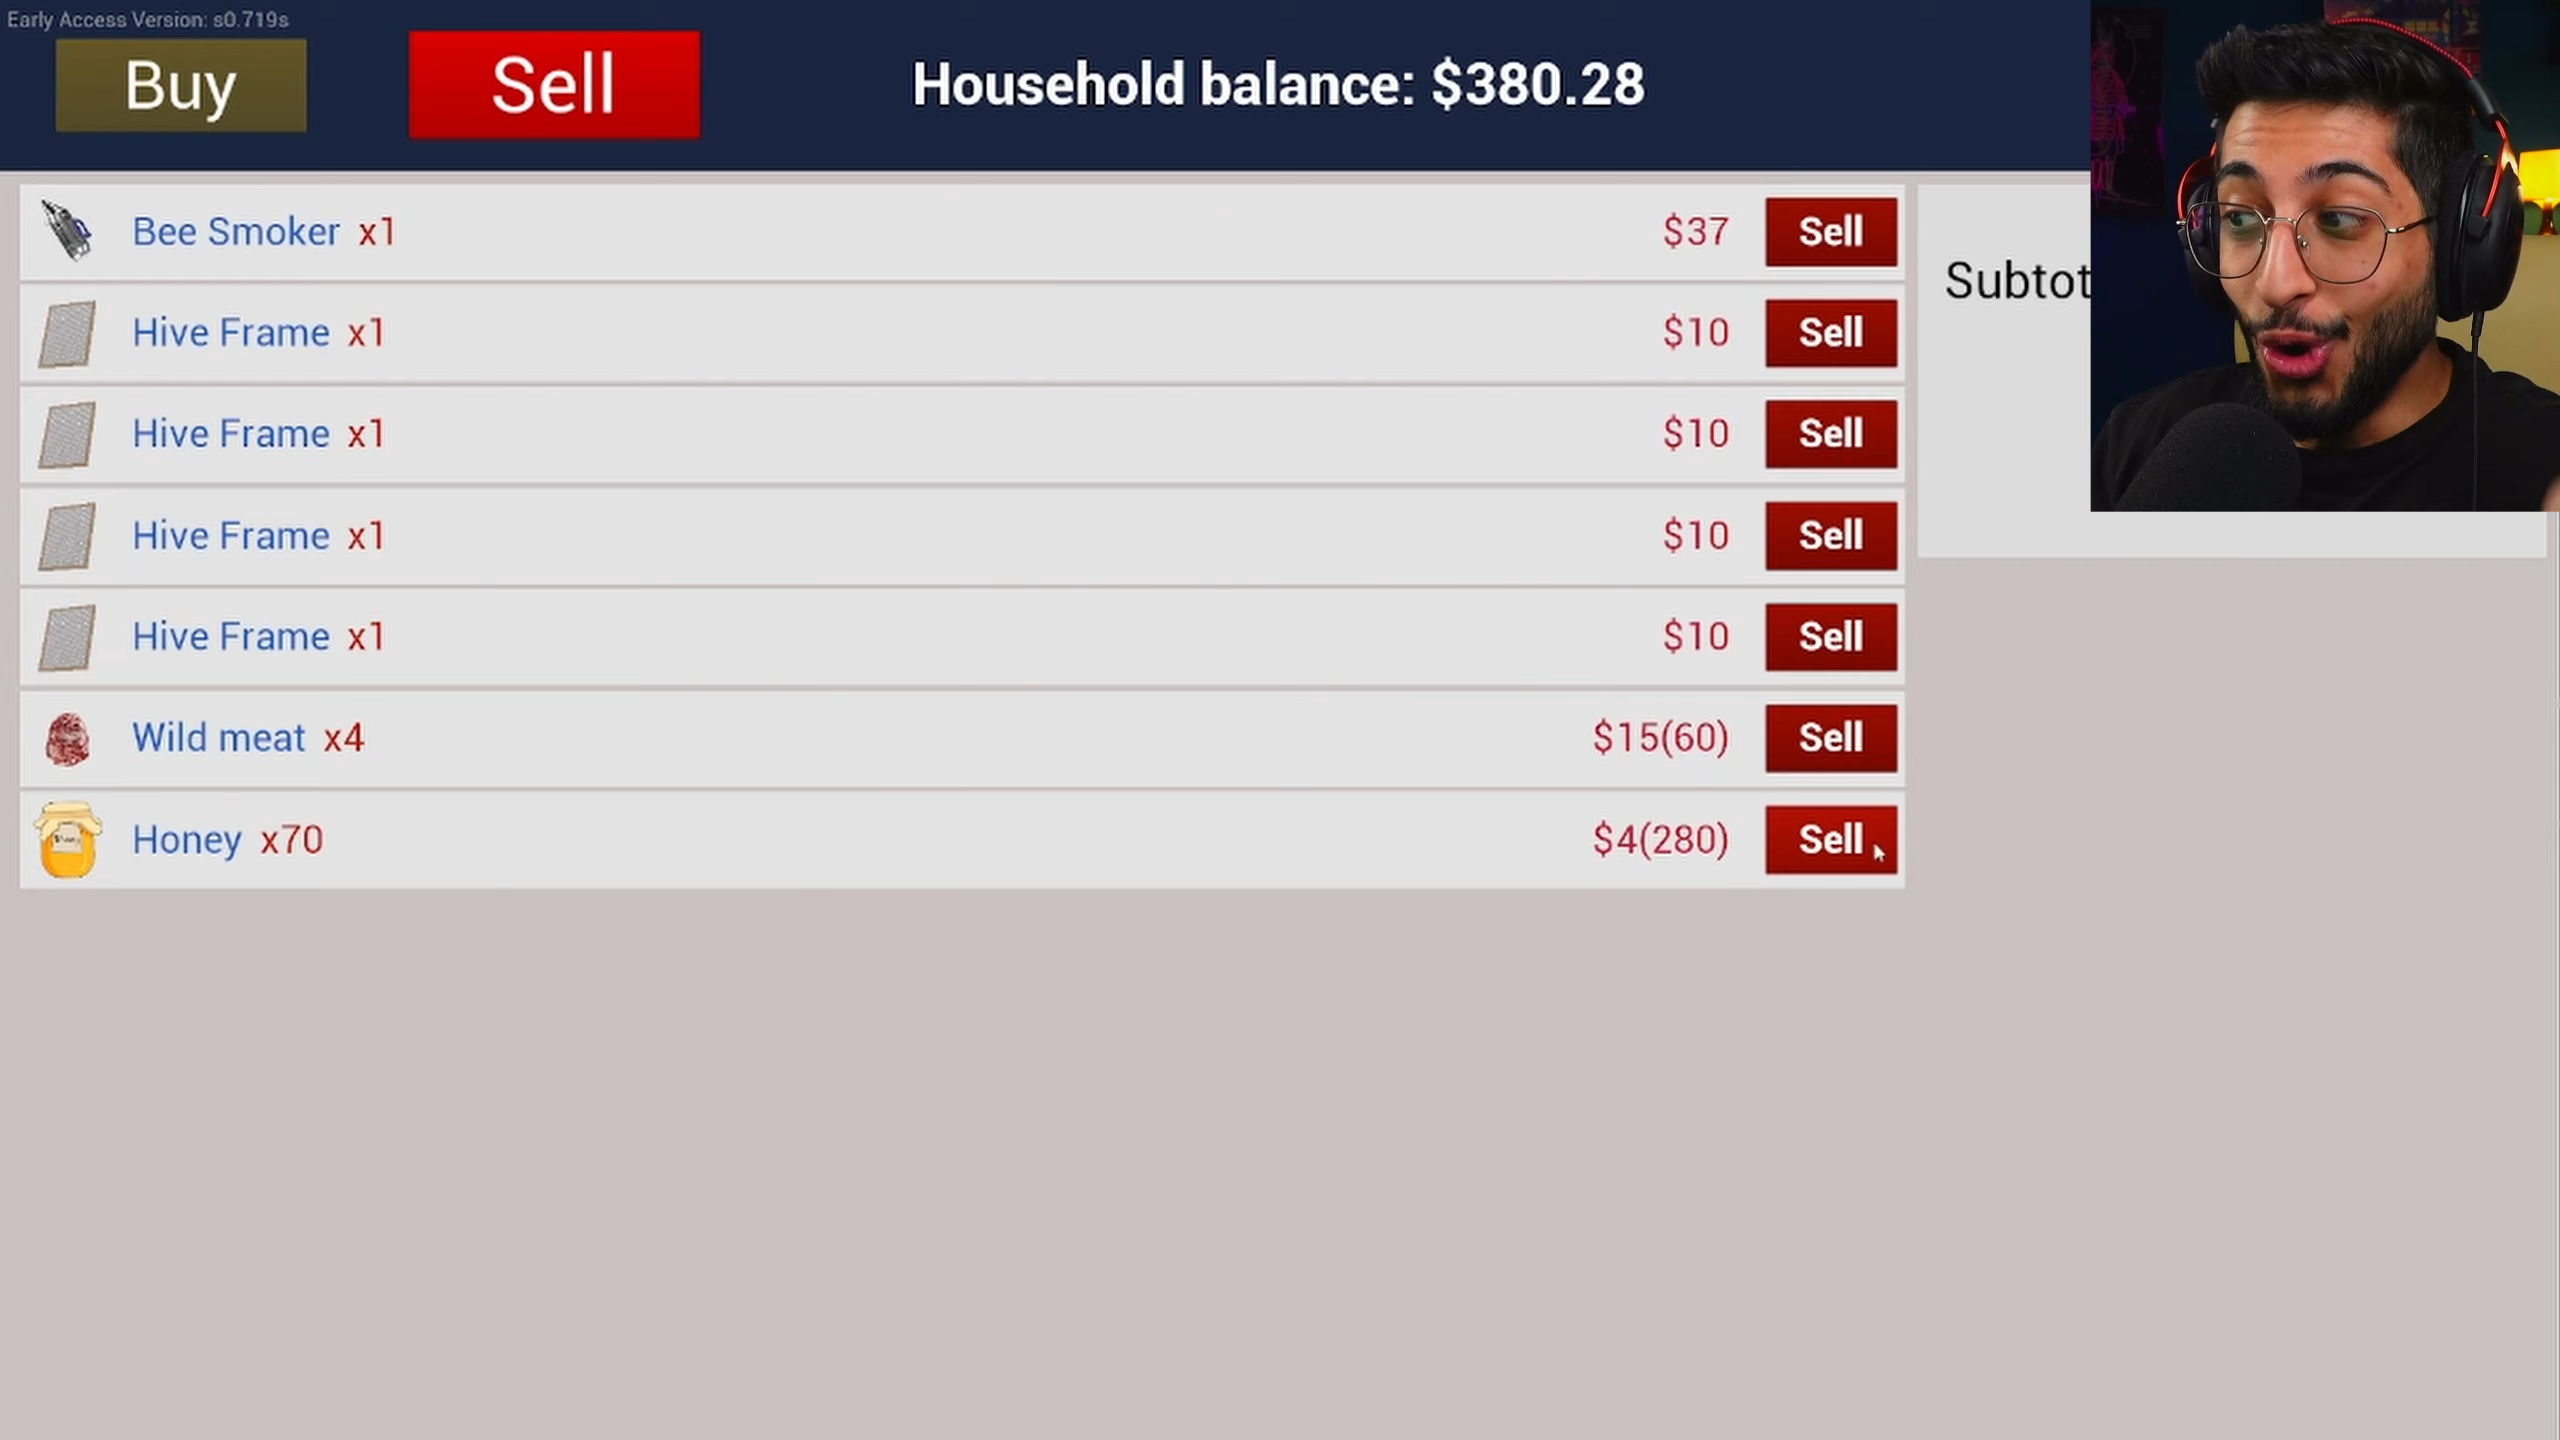 Early Access Version: s0.719s
Buy Sell Household balance: $380.28
Bee Smoker x1 $37 Sell
Hive Frame x1 $10 Sell
Hive Frame x1 $10 Sell
Hive Frame x1 $10 Sell
Hive Frame x1 $10 Sell
Wild meat x4 $15(60) Sell
Honey x70 $4(280) Sell
Subtot